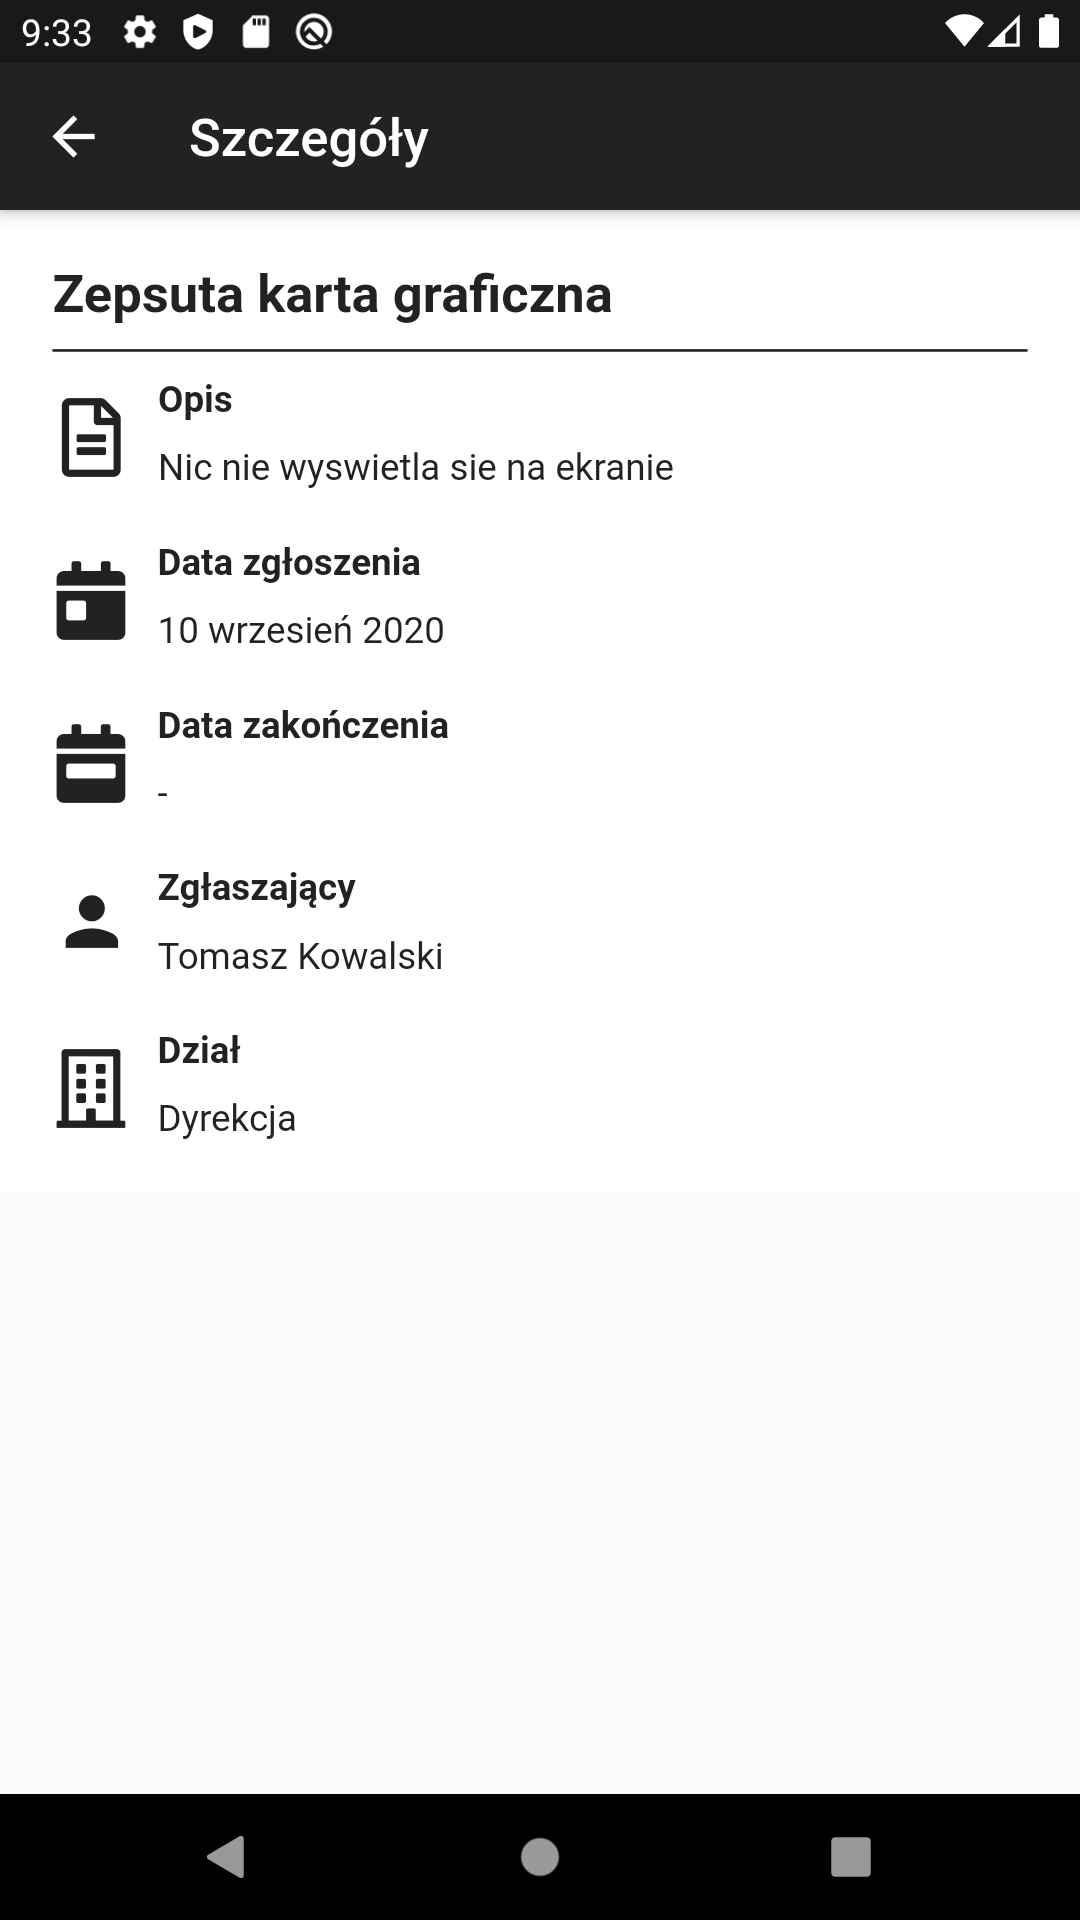 9:33
Szczegóły
Zepsuta karta graficzna
Opis
Nic nie wyswietla sie na ekranie
Data zgłoszenia
10 wrzesień 2020
Data zakończenia
-
Zgłaszający
Tomasz Kowalski
Dział
Dyrekcja